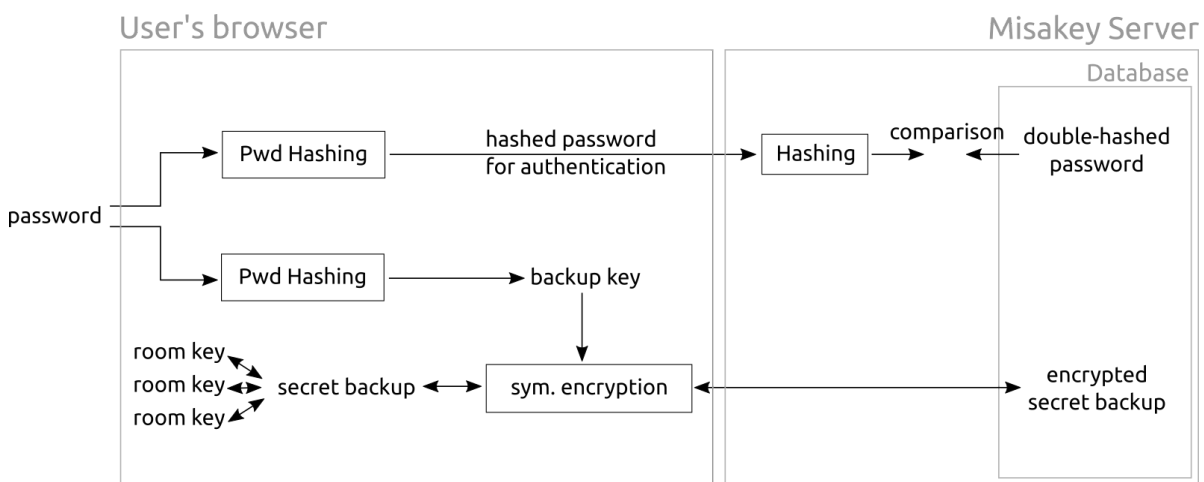 User's browser
Misakey Server
Database
Pwd Hashing
hashed password
for authentication
Hashing
comparison
double-hashed
password
password
Pwd Hashing
backup key
room key
room key
room key
secret backup
sym. encryption
encrypted
secret backup